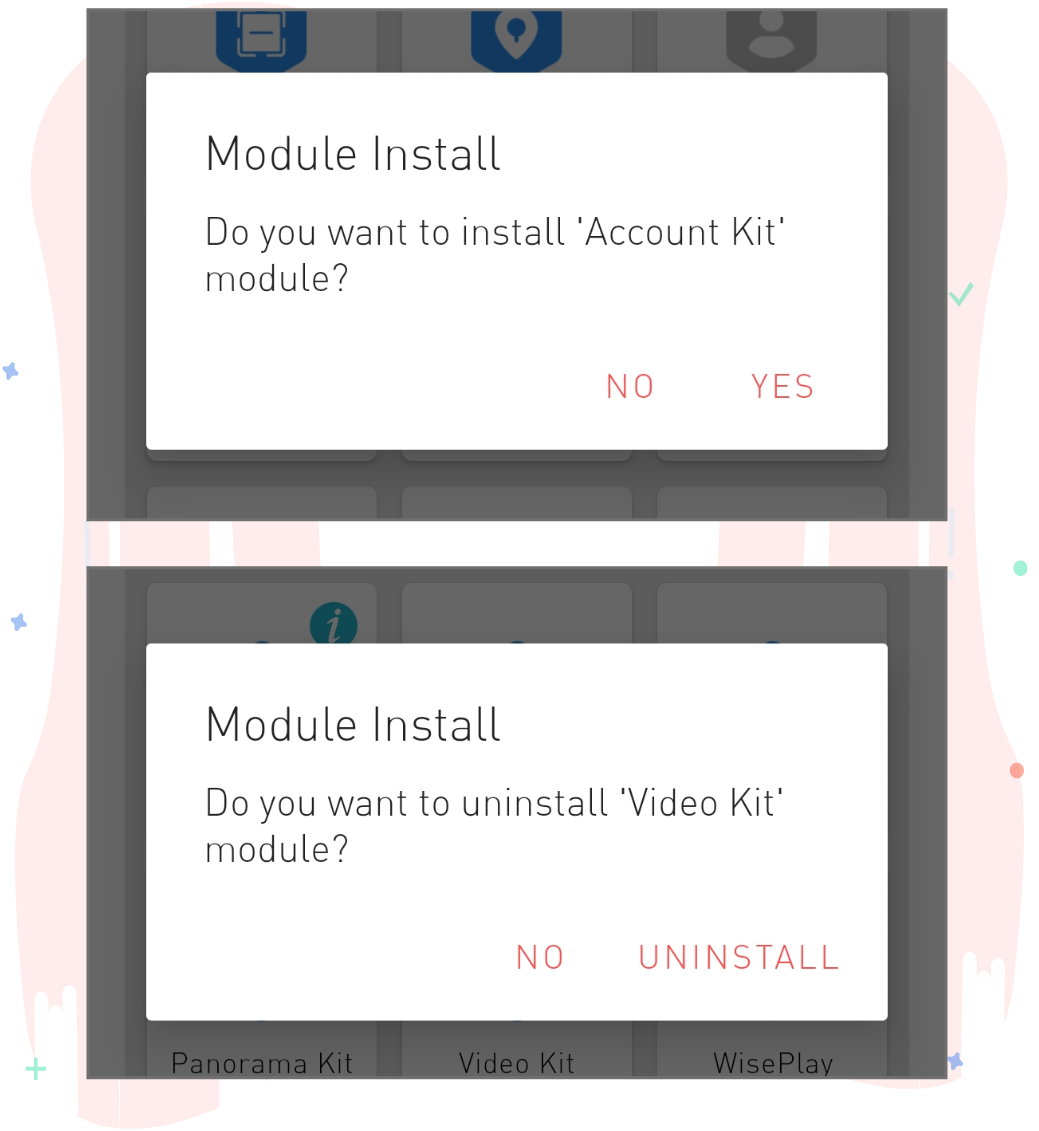 Module Install
Do you want to install 'Account Kit'
module?
NO YES
Module Install
Do you want to uninstall 'Video Kit'
module?
NO UNINSTALL
Panorama Kit Video Kit WisePlay